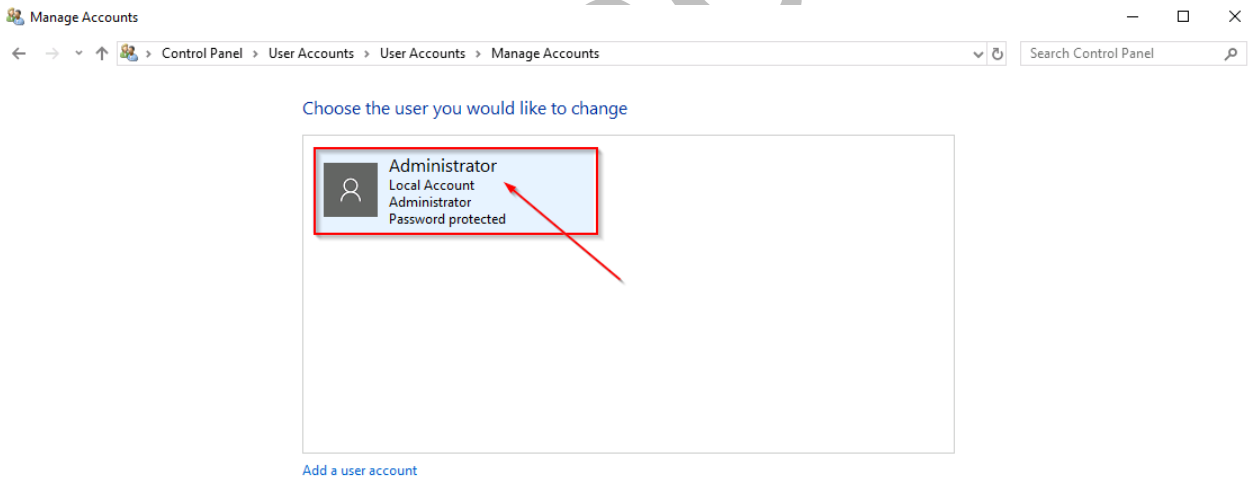 Manage Accounts
Control Panel > User Accounts > User Accounts > Manage Accounts
Search Control Panel
Choose the user you would like to change
Administrator
Local Account
Administrator
Password protected
Add a user account